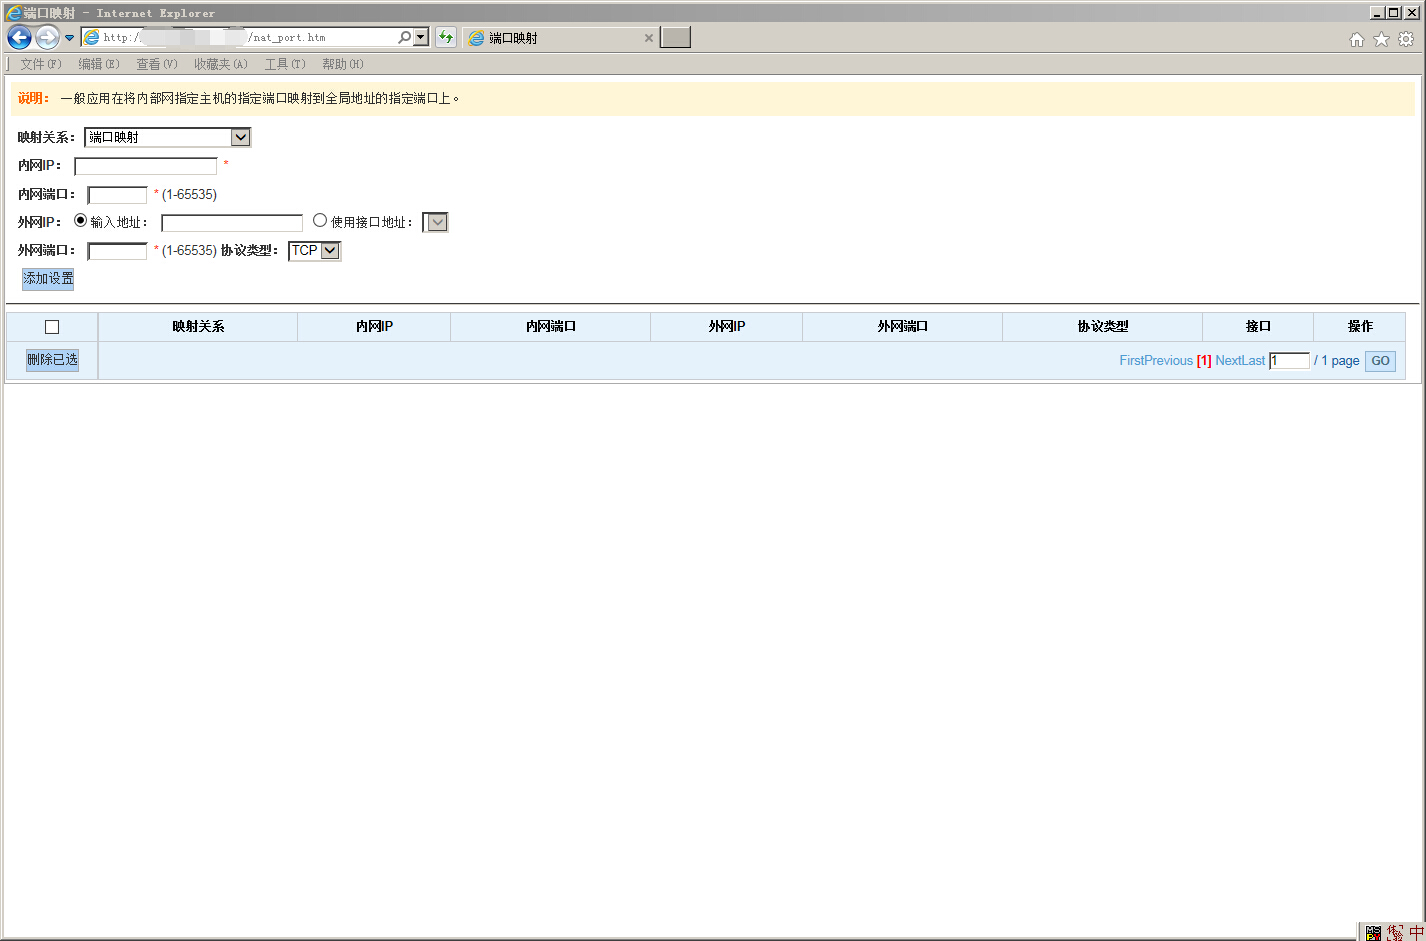 端口映射 - Internet Explorer
http:/ /nat_port.htm 端口映射
文件(F) 编辑(E) 查看(V) 收藏夹(A) 工具(T) 帮助(H)
说明： 一般应用在将内部网指定主机的指定端口映射到全局地址的指定端口上。
映射关系： 端口映射
内网IP： *
内网端口： * (1-65535)
外网IP： 输入地址： 使用接口地址：
外网端口： * (1-65535) 协议类型： TCP
添加设置
映射关系 内网IP 内网端口 外网IP 外网端口 协议类型 接口 操作
删除已选 FirstPrevious [1] NextLast 1 / 1 page GO
中